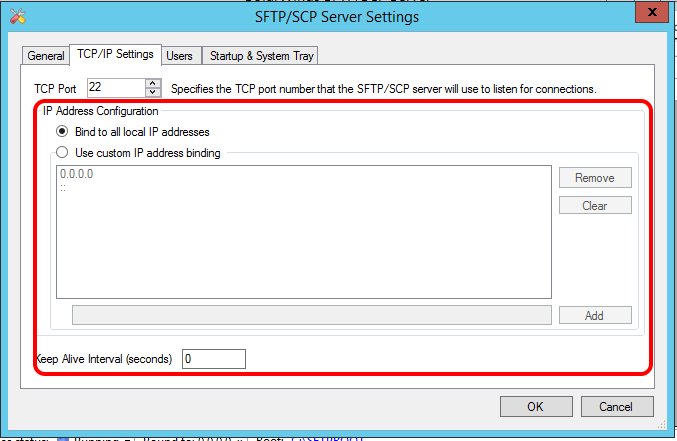 SFTP/SCP Server Settings
x
General TCP/IP Settings Users Startup & System Tray
TCP Port 22 Specifies the TCP port number that the SFTP/SCP server will use to listen for connections.
IP Address Configuration
Bind to all local IP addresses
Use custom IP address binding
0.0.0.0
::
Remove
Clear
Add
Keep Alive Interval (seconds) 0
OK Cancel